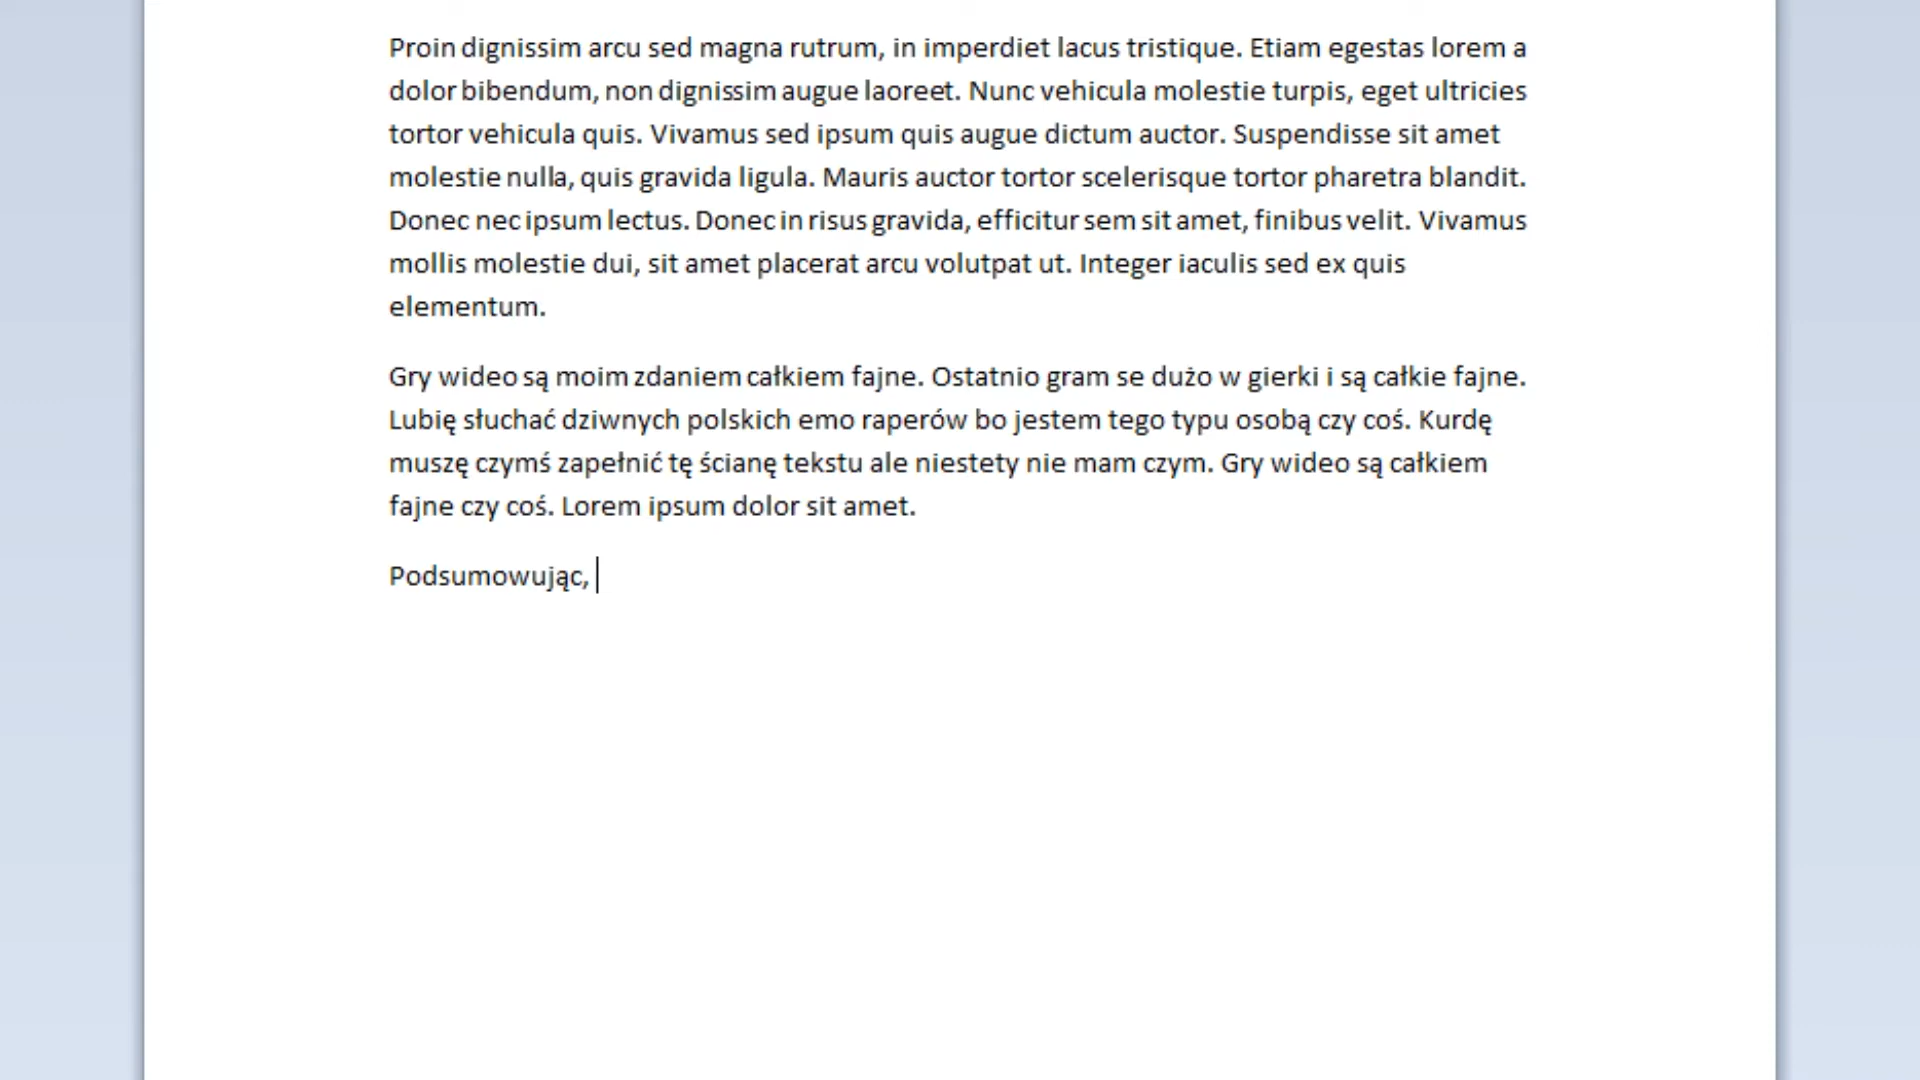 Proin dignissim arcu sed magna rutrum, in imperdiet lacus tristique. Etiam egestas lorem a
dolor bibendum, non dignissim augue laoreet. Nunc vehicula molestie turpis, eget ultricies
tortor vehicula quis. Vivamus sed ipsum quis augue dictum auctor. Suspendisse sit amet
molestie nulla, quis gravida ligula. Mauris auctor tortor scelerisque tortor pharetra blandit.
Donec nec ipsum lectus. Donec in risus gravida, efficitur sem sit amet, finibus velit. Vivamus
mollis molestie dui, sit amet placerat arcu volutpat ut. Integer iaculis sed ex quis
elementum.
Gry wideo są moim zdaniem całkiem fajne. Ostatnio gram se dużo w gierki i są całkie fajne.
Lubię słuchać dziwnych polskich emo raperów bo jestem tego typu osobą czy coś. Kurdę
muszę czymś zapełnić tę ścianę tekstu ale niestety nie mam czym. Gry wideo są całkiem
fajne czy coś. Lorem ipsum dolor sit amet.
Podsumowując,